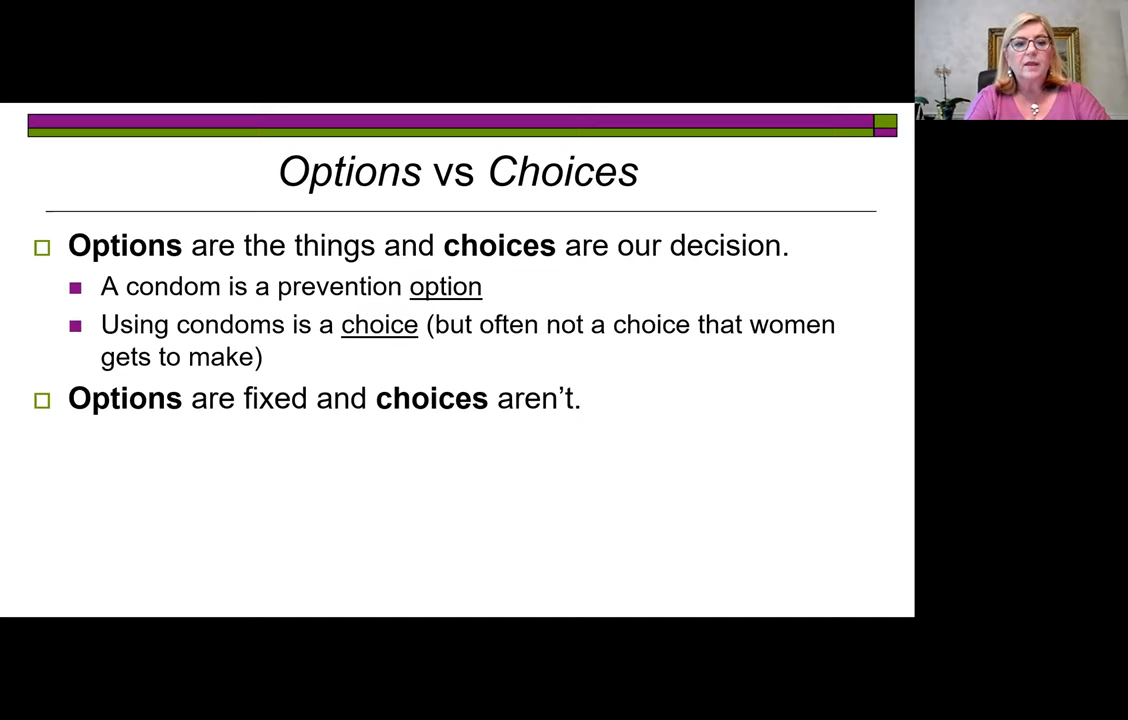 Options vs Choices
Options are the things and choices are our decision.
A condom is a prevention option
Using condoms is a choice (but often not a choice that women
gets to make)
Options are fixed and choices aren’t.